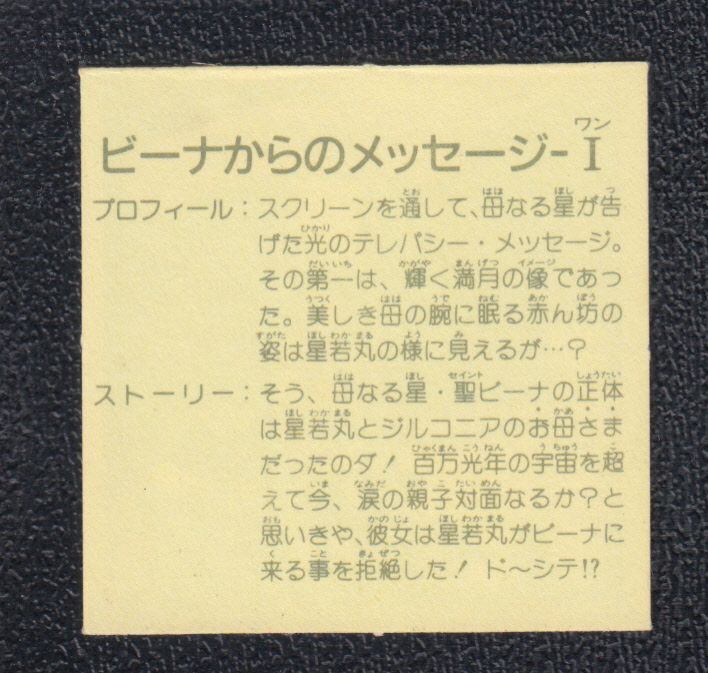 ビーナからのメッセージ-I
プロフィール：スクリーンを通して、母なる星が告
げた光のテレパシー・メッセージ。
その第一は、輝く満月の像であっ
た。美しき母の腕に眠る赤ん坊の
姿は星若丸の様に見えるが…？
ストーリー：そう、母なる星・聖ビーナの正体
は星若丸とジルコニアのお母さま
だったのダ！百万光年の宇宙を超
えて今、涙の親子対面なるか？と
思いきや、彼女は星若丸がビーナに
来る事を拒絶した！ド〜シテ!?